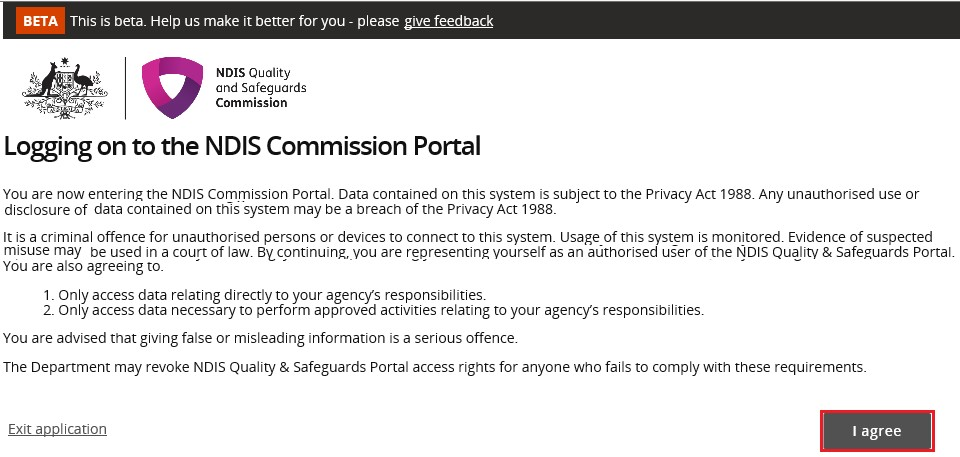 BETA This is beta. Help us make it better for you - please give feedback
NDIS Quality
and Safeguards
Commission
Logging on to the NDIS Commission Portal
You are now entering the NDIS Commission Portal. Data contained on this system is subject to the Privacy Act 1988. Any unauthorised use or
disclosure of data contained on this system may be a breach of the Privacy Act 1988.
It is a criminal offence for unauthorised persons or devices to connect to this system. Usage of this system is monitored. Evidence of suspected
misuse may be used in a court of law. By continuing, you are representing yourself as an authorised user of the NDIS Quality & Safeguards Portal.
You are also agreeing to.
1. Only access data relating directly to your agency's responsibilities.
2. Only access data necessary to perform approved activities relating to your agency's responsibilities.
You are advised that giving false or misleading information is a serious offence.
The Department may revoke NDIS Quality & Safeguards Portal access rights for anyone who fails to comply with these requirements.
Exit application
I agree